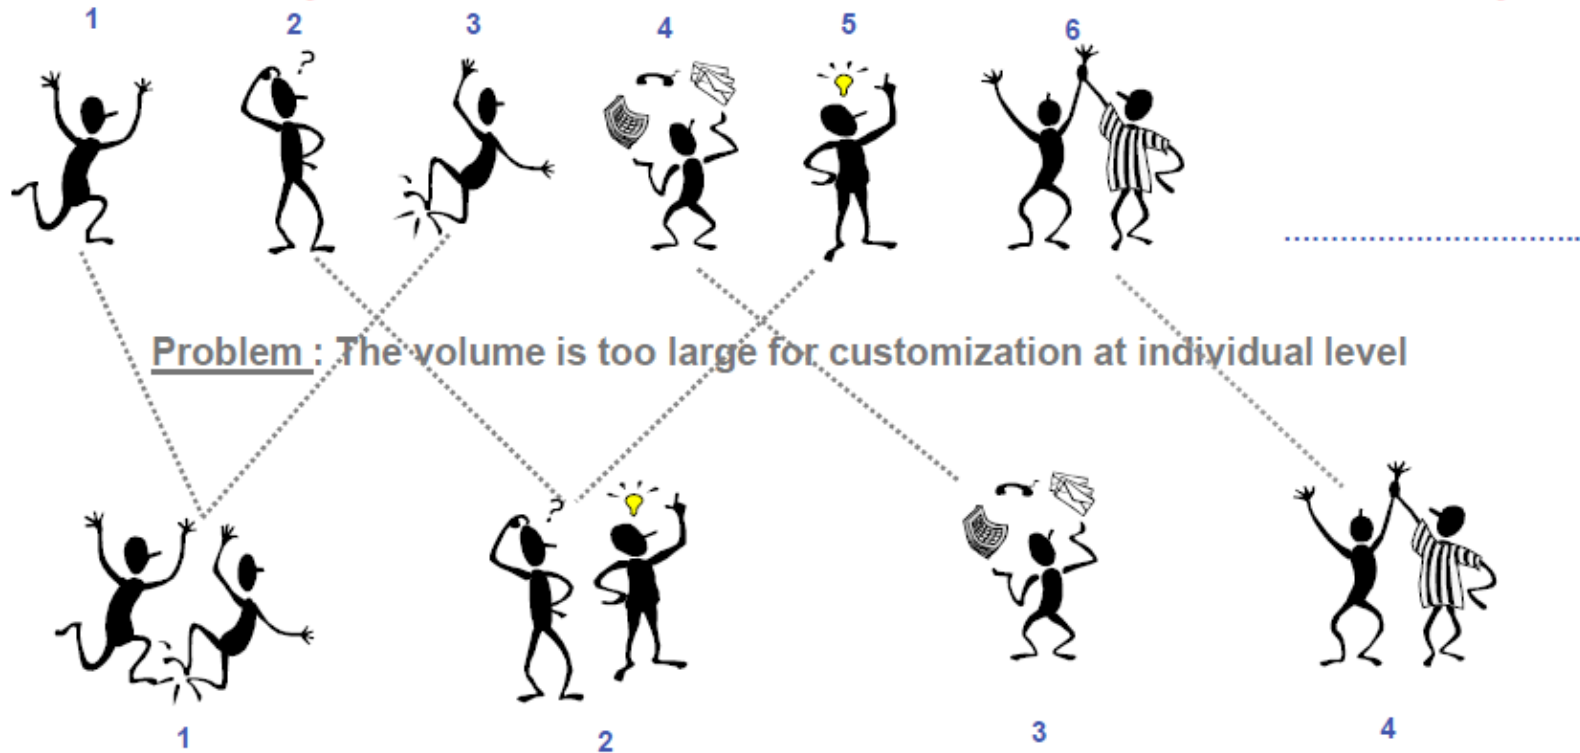 1 2 3 4 5 6
?
..............................
Problem : The volume is too large for customization at individual level
?
1 2 3 4